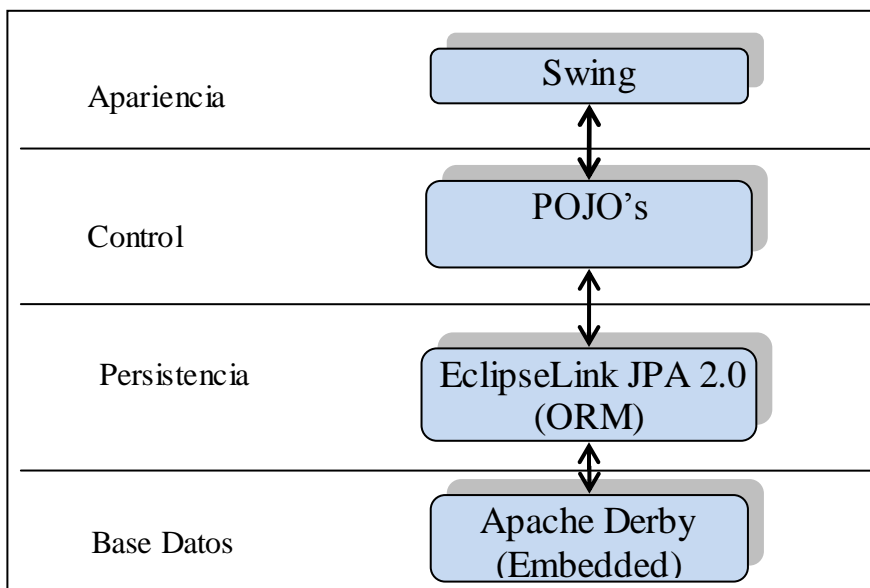 Apariencia
Swing
Control
POJO’s
Persistencia
EclipseLink JPA 2.0
(ORM)
Base Datos
Apache Derby
(Embedded)